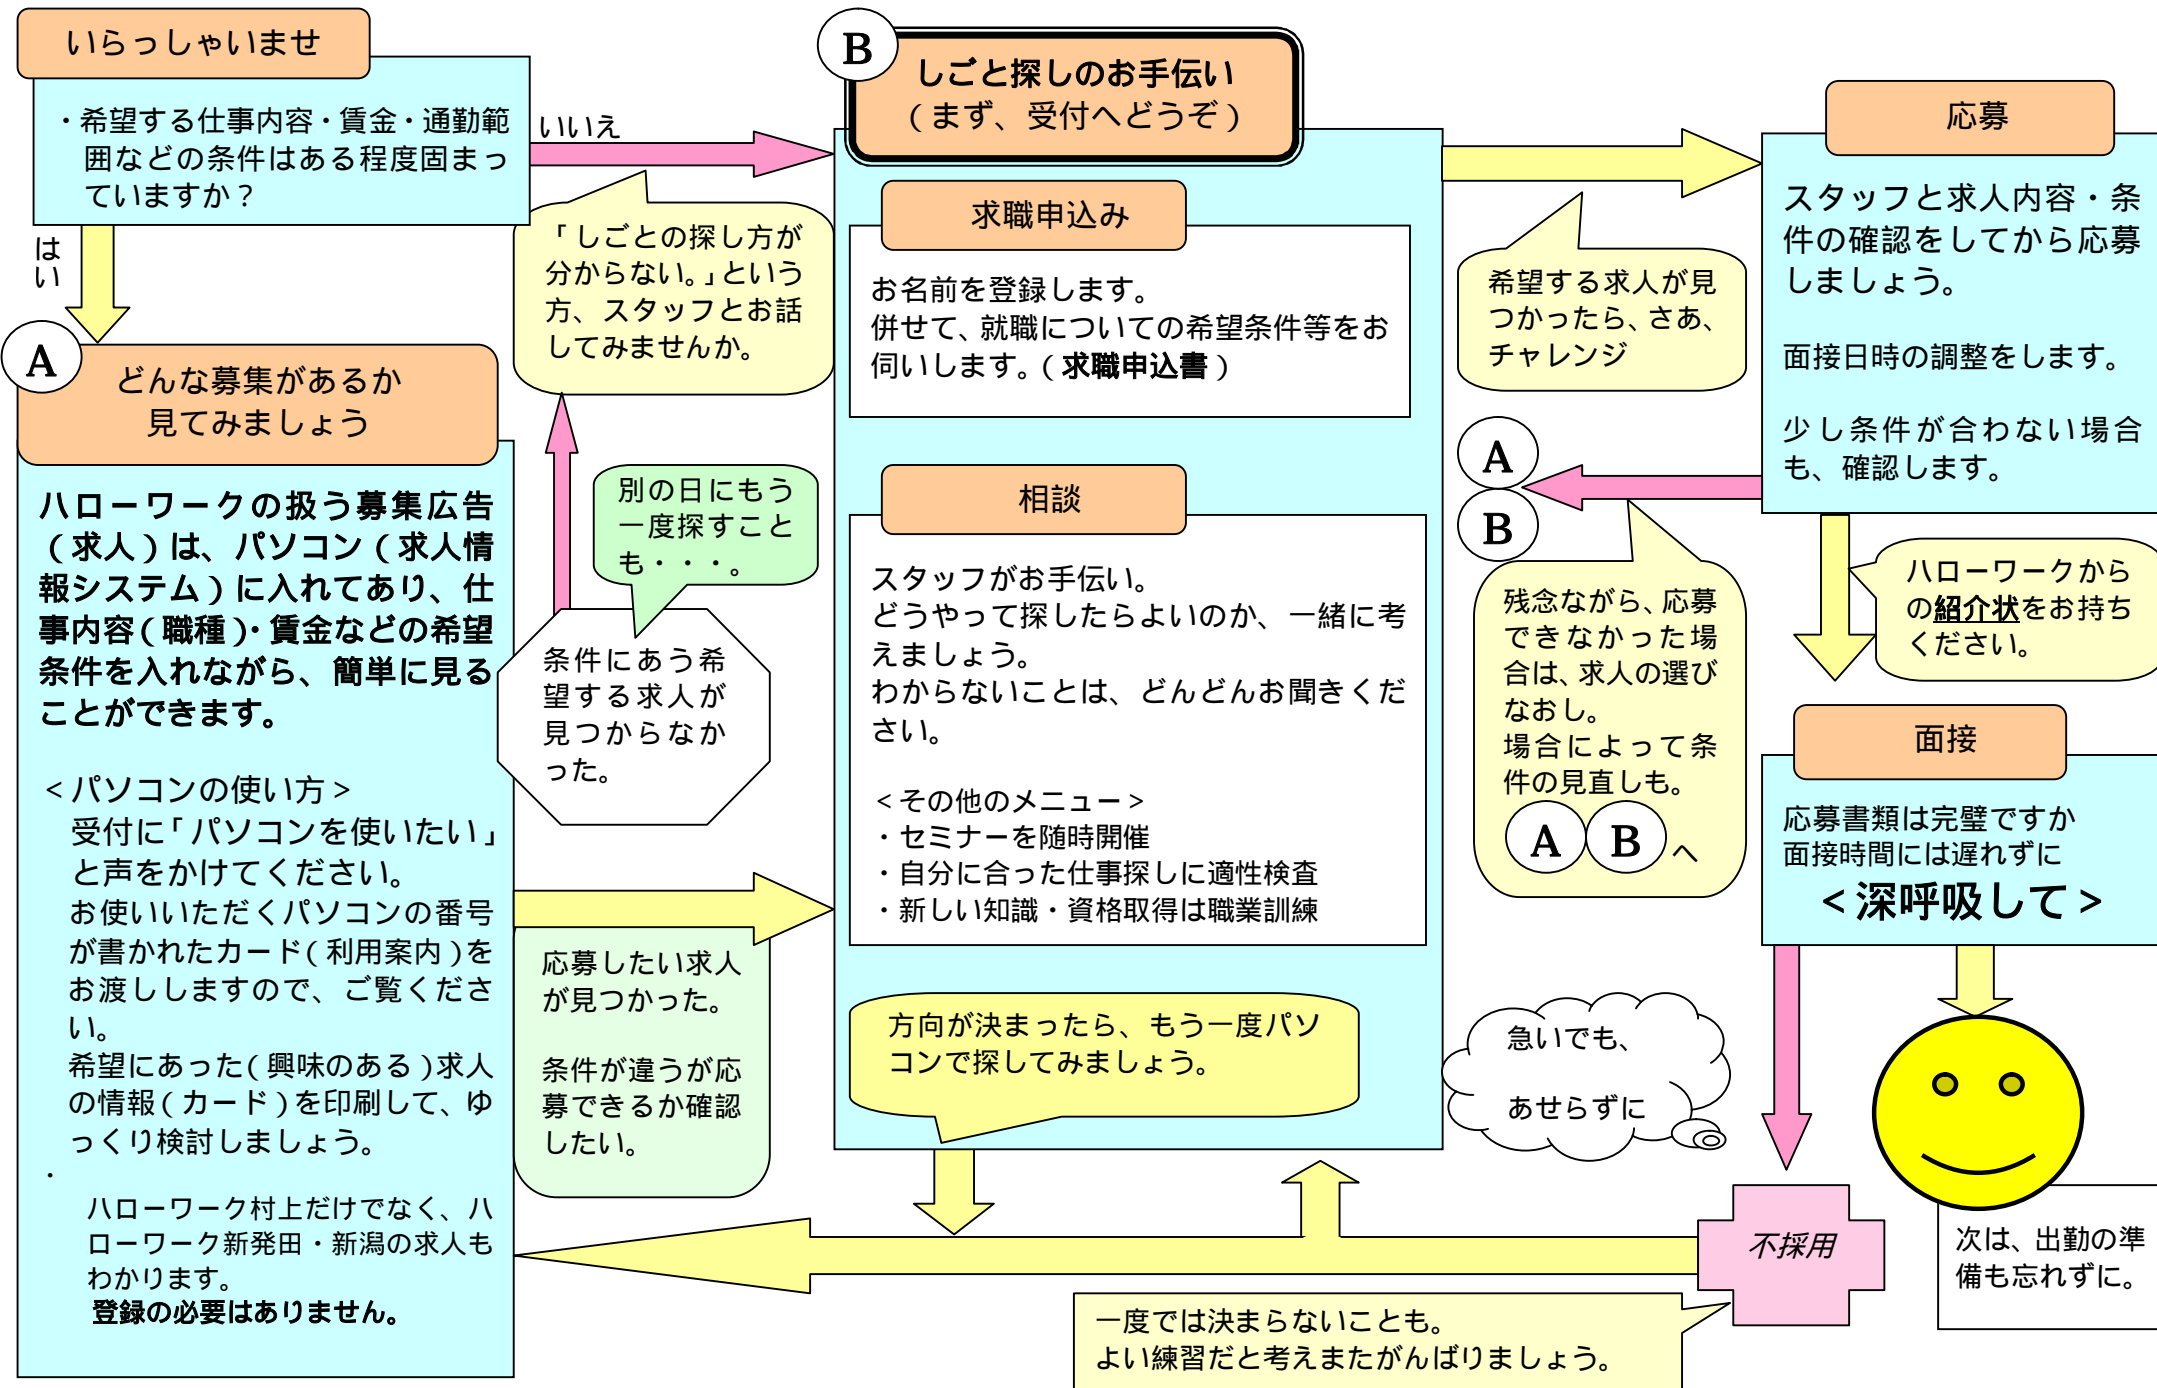 いらっしゃいませ
・希望する仕事内容・賃金・通勤範
囲などの条件はある程度固まっ
ていますか？
いいえ
はい
「しごとの探し方が
分からない。」という
方、スタッフとお話
してみませんか。
A
どんな募集があるか
見てみましょう
ハローワークの扱う募集広告
（求人）は、パソコン（求人情
報システム）に入れてあり、仕
事内容（職種）・賃金などの希望
条件を入れながら、簡単に見る
ことができます。
＜パソコンの使い方＞
受付に「パソコンを使いたい」
と声をかけてください。
お使いいただくパソコンの番号
が書かれたカード（利用案内）を
お渡ししますので、ご覧くださ
い。
希望にあった（興味のある）求人
の情報（カード）を印刷して、ゆ
っくり検討しましょう。
・
ハローワーク村上だけでなく、ハ
ローワーク新発田・新潟の求人も
わかります。
登録の必要はありません。
別の日にもう
一度探すこと
も・・・。
条件にあう希
望する求人が
見つからなか
った。
応募したい求人
が見つかった。
条件が違うが応
募できるか確認
したい。
B
しごと探しのお手伝い
（まず、受付へどうぞ）
求職申込み
お名前を登録します。
併せて、就職についての希望条件等をお
伺いします。（求職申込書）
相談
スタッフがお手伝い。
どうやって探したらよいのか、一緒に考
えましょう。
わからないことは、どんどんお聞きくだ
さい。
＜その他のメニュー＞
・セミナーを随時開催
・自分に合った仕事探しに適性検査
・新しい知識・資格取得は職業訓練
方向が決まったら、もう一度パソ
コンで探してみましょう。
希望する求人が見
つかったら、さあ、
チャレンジ
応募
スタッフと求人内容・条
件の確認をしてから応募
しましょう。
面接日時の調整をします。
少し条件が合わない場合
も、確認します。
A
B
残念ながら、応募
できなかった場
合は、求人の選び
なおし。
場合によって条
件の見直しも。
A B へ
ハローワークから
の紹介状をお持ち
ください。
面接
応募書類は完璧ですか
面接時間には遅れずに
＜深呼吸して＞
急いでも、
あせらずに
不採用
次は、出勤の準
備も忘れずに。
一度では決まらないことも。
よい練習だと考えまたがんばりましょう。